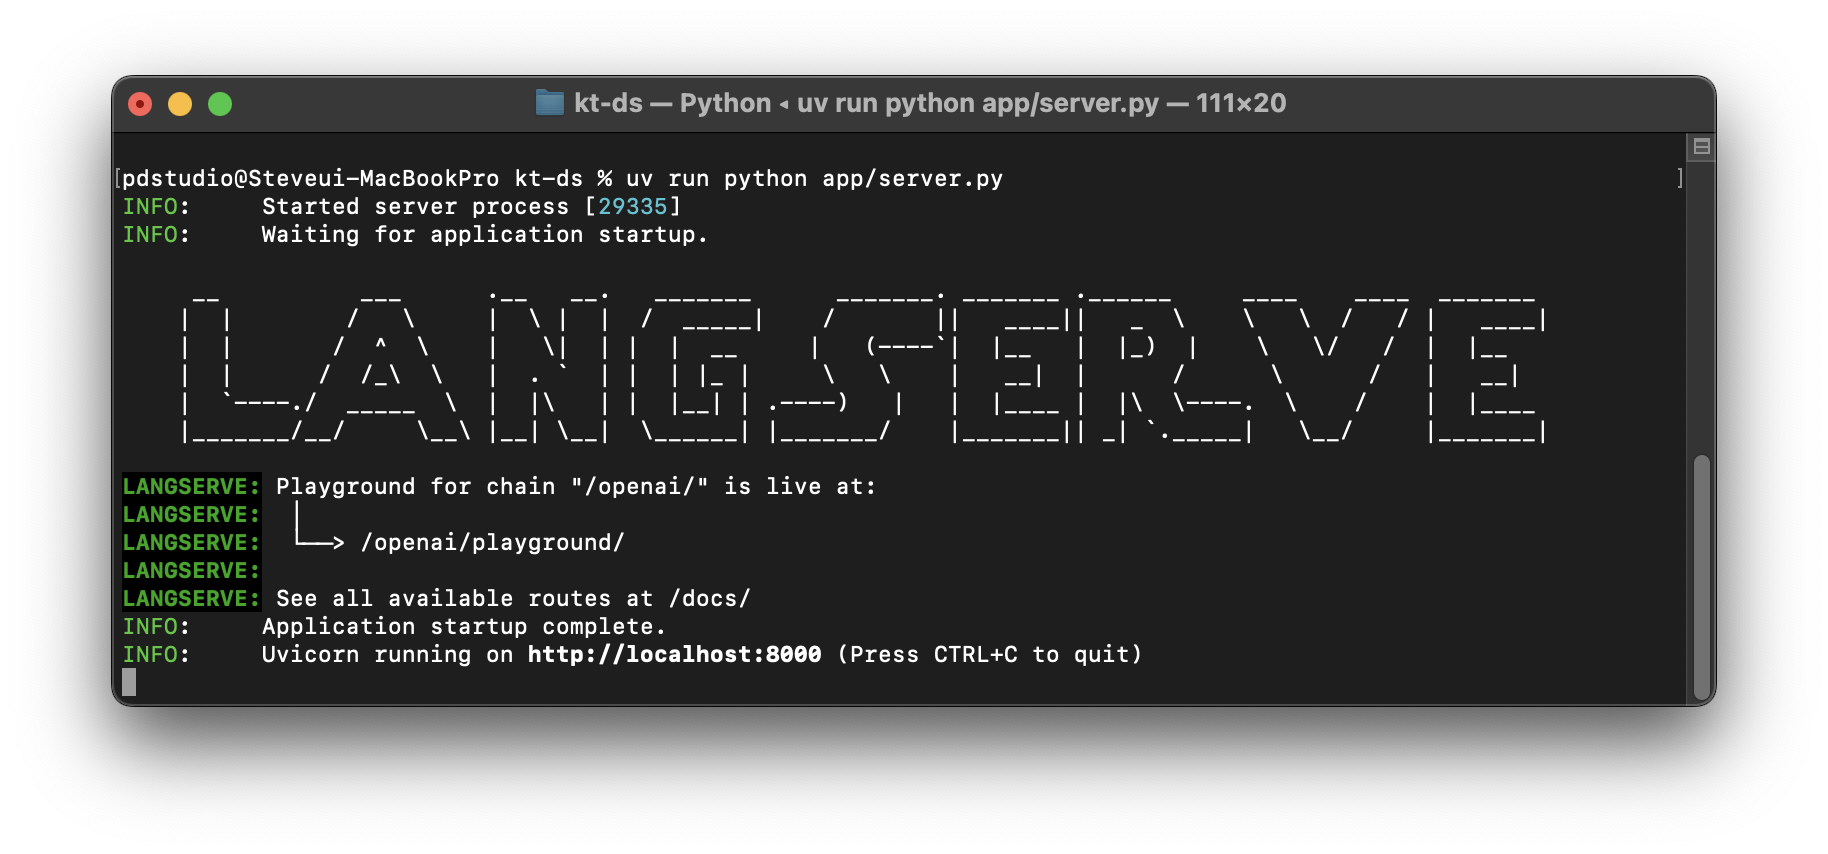 kt-ds — Python ◂ uv run python app/server.py — 111×20
[pdstudio@Steveui-MacBookPro kt-ds % uv run python app/server.py ]
INFO:     Started server process [29335]
INFO:     Waiting for application startup.
LANGSERVE
LANGSERVE: Playground for chain "/openai/" is live at:
LANGSERVE:  │
LANGSERVE:  └──> /openai/playground/
LANGSERVE:
LANGSERVE: See all available routes at /docs/
INFO:     Application startup complete.
INFO:     Uvicorn running on http://localhost:8000 (Press CTRL+C to quit)